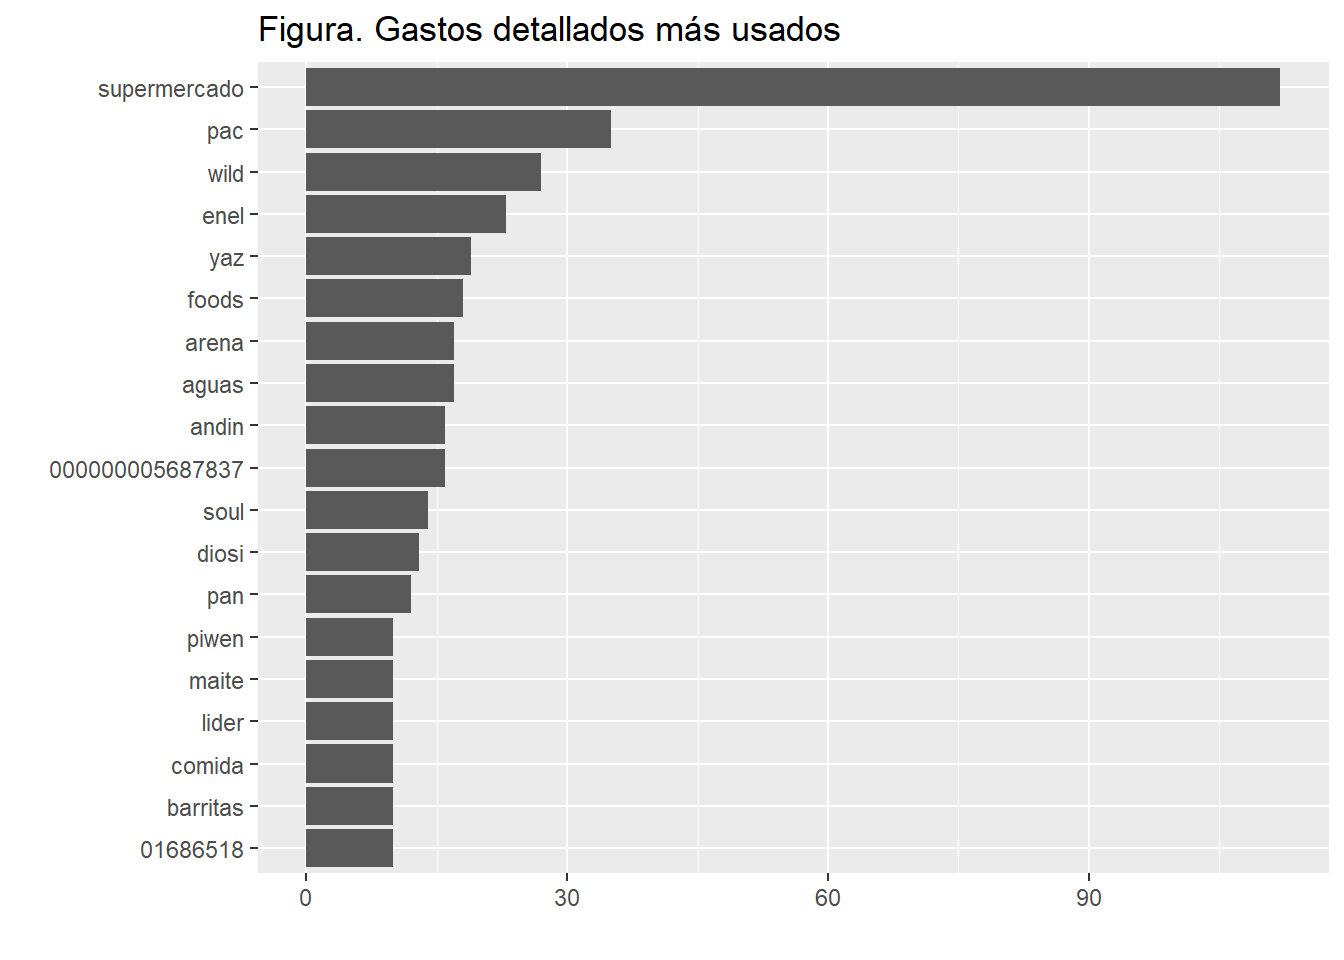 Figura. Gastos detallados más usados
supermercado
pac
wild
enel
yaz
foods
arena
aguas
andin
000000005687837
soul
diosi
pan
piwen
maite
lider
comida
barritas
01686518
0 30 60 90